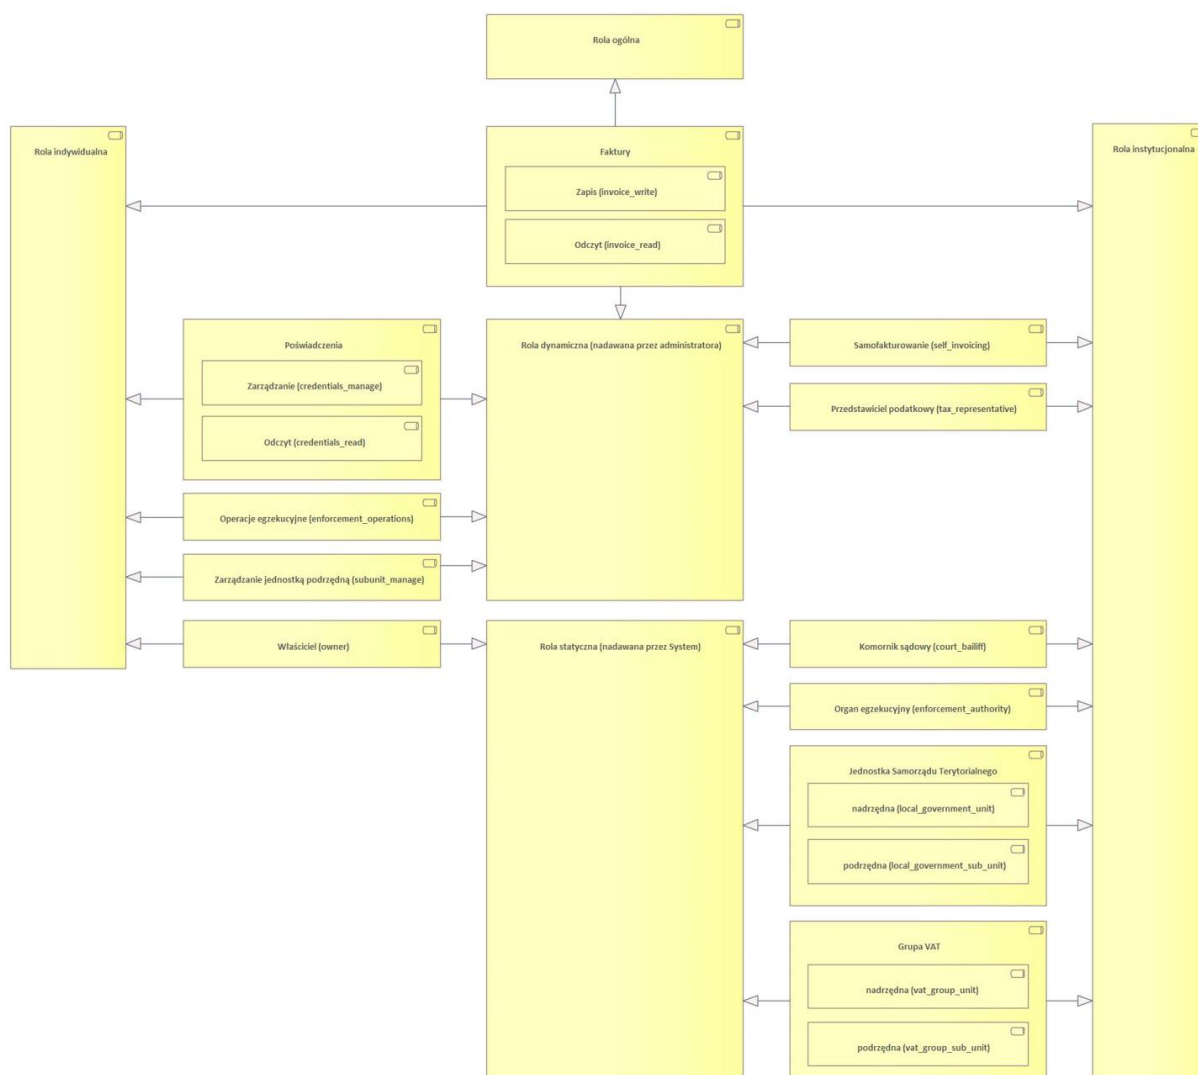 Rola ogólna
Rola indywidualna
Faktury
Rola instytucjonalna
Zapis (invoice_write)
Odczyt (invoice_read)
Poświadczenia
Rola dynamiczna (nadawana przez administratora)
Samofakturowanie (self_invoicing)
Zarządzanie (credentials_manage)
Przedstawiciel podatkowy (tax_representative)
Odczyt (credentials_read)
Operacje egzekucyjne (enforcement_operations)
Zarządzanie jednostką podrzędną (subunit_manage)
Właściciel (owner)
Rola statyczna (nadawana przez System)
Komornik sądowy (court_bailiff)
Organ egzekucyjny (enforcement_authority)
Jednostka Samorządu Terytorialnego
nadrzędna (local_government_unit)
podrzędna (local_government_sub_unit)
Grupa VAT
nadrzędna (vat_group_unit)
podrzędna (vat_group_sub_unit)